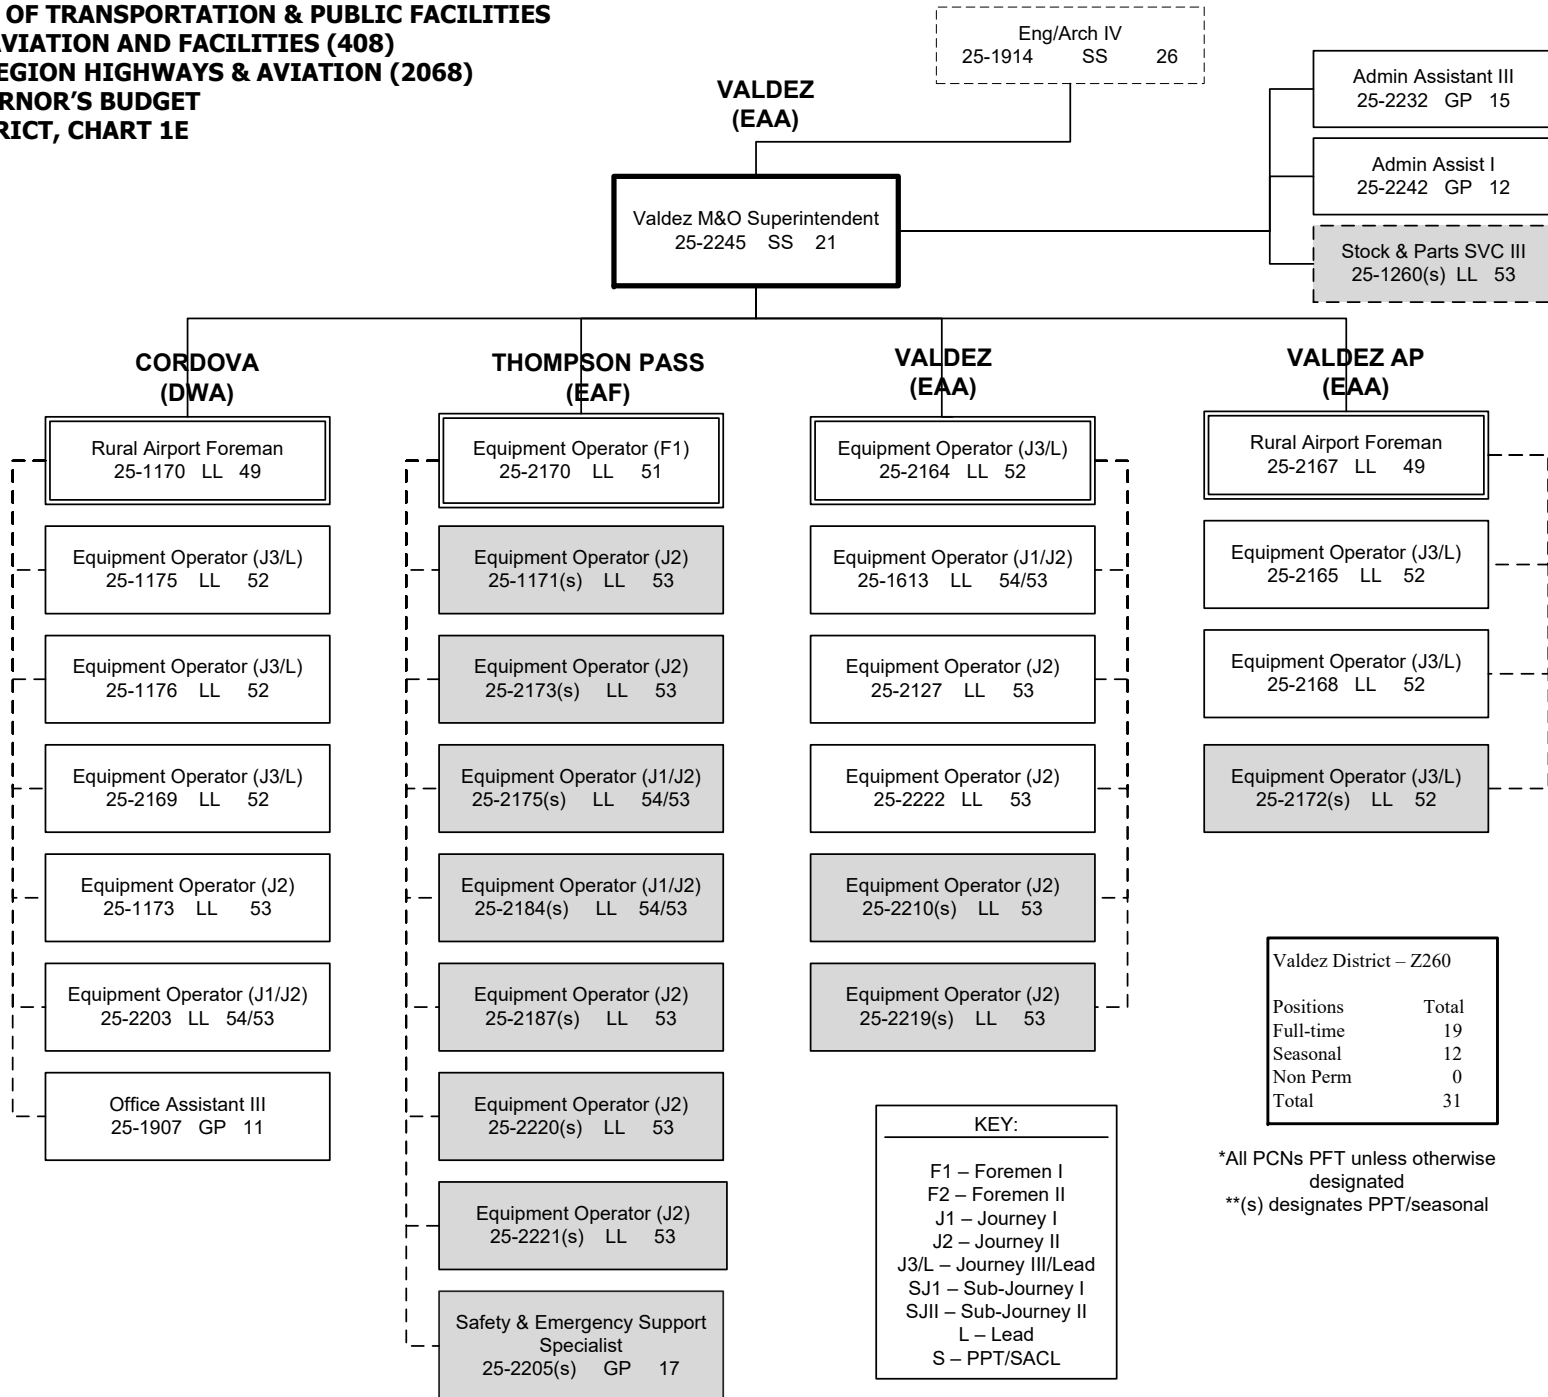 OF TRANSPORTATION & PUBLIC FACILITIES
AVIATION AND FACILITIES (408)
EGION HIGHWAYS & AVIATION (2068)
RNOR'S BUDGET
RICT, CHART 1E
Eng/Arch IV
25-1914 SS 26
VALDEZ
(EAA)
Admin Assistant III
25-2232 GP 15
Admin Assist I
25-2242 GP 12
Stock & Parts SVC III
25-1260(s) LL 53
Valdez M&O Superintendent
25-2245 SS 21
CORDOVA
(DWA)
Rural Airport Foreman
25-1170 LL 49
Equipment Operator (J3/L)
25-1175 LL 52
Equipment Operator (J3/L)
25-1176 LL 52
Equipment Operator (J3/L)
25-2169 LL 52
Equipment Operator (J2)
25-1173 LL 53
Equipment Operator (J1/J2)
25-2203 LL 54/53
Office Assistant III
25-1907 GP 11
THOMPSON PASS
(EAF)
Equipment Operator (F1)
25-2170 LL 51
Equipment Operator (J2)
25-1171(s) LL 53
Equipment Operator (J2)
25-2173(s) LL 53
Equipment Operator (J1/J2)
25-2175(s) LL 54/53
Equipment Operator (J1/J2)
25-2184(s) LL 54/53
Equipment Operator (J2)
25-2187(s) LL 53
Equipment Operator (J2)
25-2220(s) LL 53
Equipment Operator (J2)
25-2221(s) LL 53
Safety & Emergency Support
Specialist
25-2205(s) GP 17
VALDEZ
(EAA)
Equipment Operator (J3/L)
25-2164 LL 52
Equipment Operator (J1/J2)
25-1613 LL 54/53
Equipment Operator (J2)
25-2127 LL 53
Equipment Operator (J2)
25-2222 LL 53
Equipment Operator (J2)
25-2210(s) LL 53
Equipment Operator (J2)
25-2219(s) LL 53
VALDEZ AP
(EAA)
Rural Airport Foreman
25-2167 LL 49
Equipment Operator (J3/L)
25-2165 LL 52
Equipment Operator (J3/L)
25-2168 LL 52
Equipment Operator (J3/L)
25-2172(s) LL 52
KEY:
F1 – Foremen I
F2 – Foremen II
J1 – Journey I
J2 – Journey II
J3/L – Journey III/Lead
SJ1 – Sub-Journey I
SJII – Sub-Journey II
L – Lead
S – PPT/SACL
Valdez District – Z260
Positions Total
Full-time 19
Seasonal 12
Non Perm 0
Total 31
*All PCNs PFT unless otherwise
designated
**(s) designates PPT/seasonal